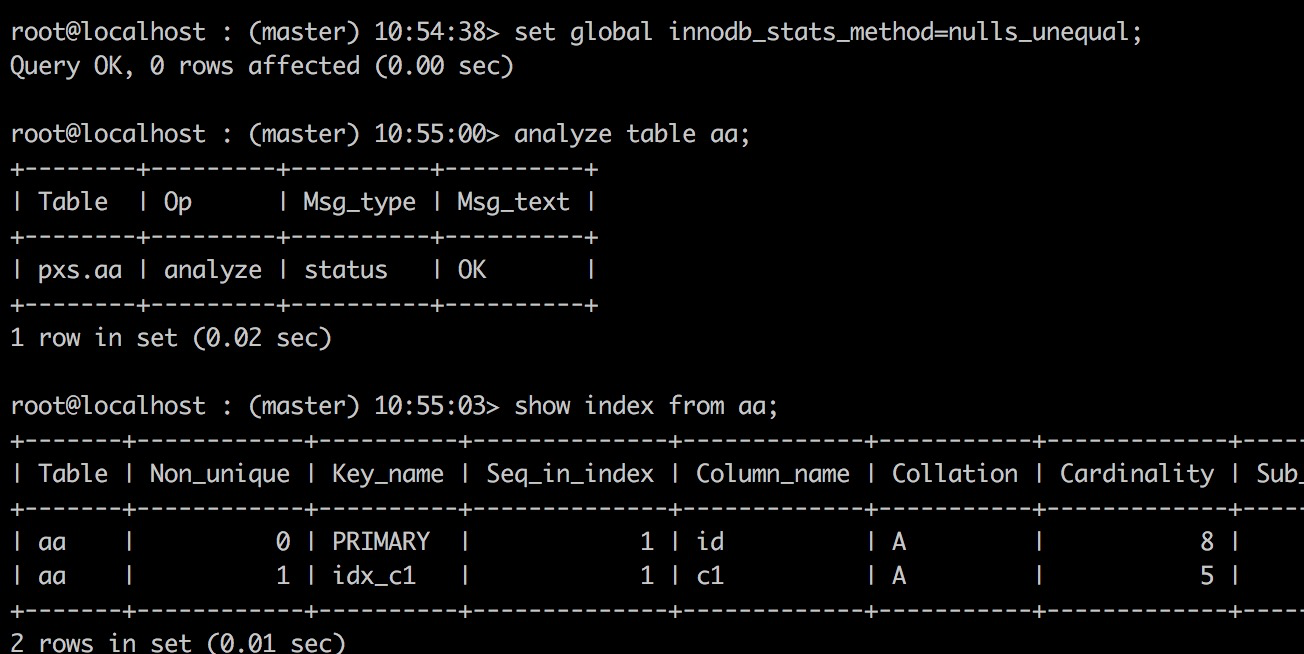 root@localhost : (master) 10:54:38> set global innodb_stats_method=nulls_unequal;
Query OK, 0 rows affected (0.00 sec)
root@localhost : (master) 10:55:00> analyze table aa;
+--------+---------+----------+----------+
| Table  | Op      | Msg_type | Msg_text |
+--------+---------+----------+----------+
| pxs.aa | analyze | status   | OK       |
+--------+---------+----------+----------+
1 row in set (0.02 sec)
root@localhost : (master) 10:55:03> show index from aa;
+-------+------------+----------+--------------+-------------+-----------+-------------+-----
| Table | Non_unique | Key_name | Seq_in_index | Column_name | Collation | Cardinality | Sub_
+-------+------------+----------+--------------+-------------+-----------+-------------+-----
| aa    |          0 | PRIMARY  |            1 | id          | A         |           8 |
| aa    |          1 | idx_c1   |            1 | c1          | A         |           5 |
+-------+------------+----------+--------------+-------------+-----------+-------------+-----
2 rows in set (0.01 sec)